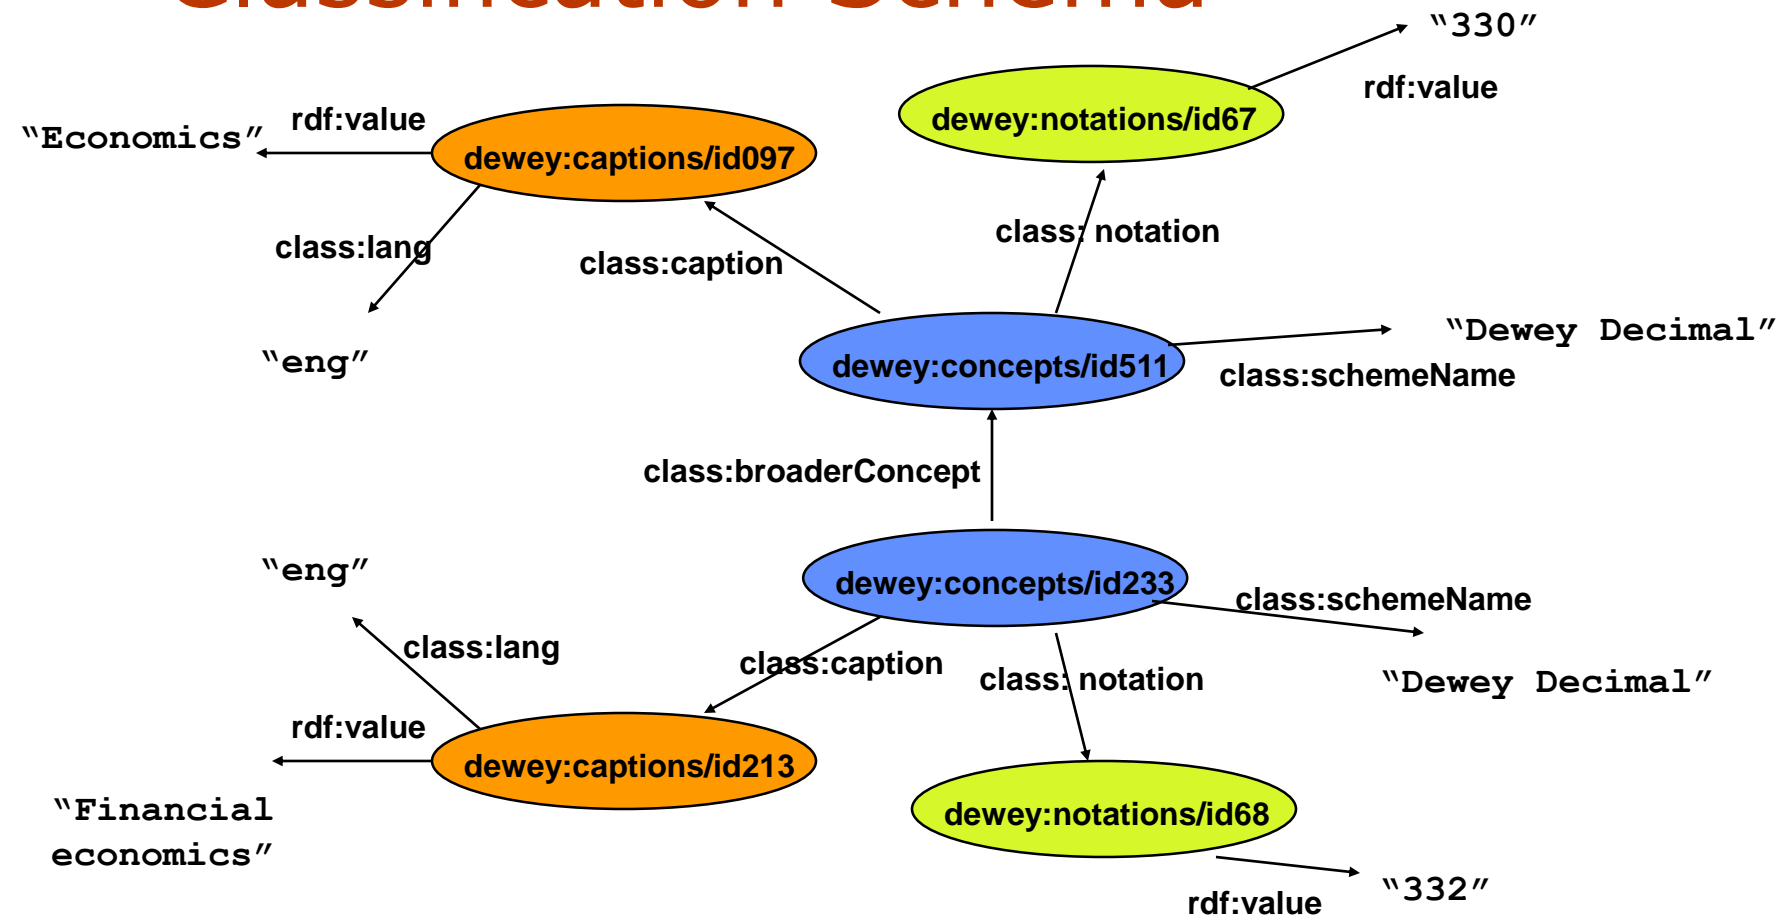 Classification Schema
“330”
rdf:value
dewey:notations/id67
rdf:value
“Economics”
dewey:captions/id097
class: notation
class:lang
class:caption
“Dewey Decimal”
“eng”
dewey:concepts/id511
class:schemeName
class:broaderConcept
“eng”
dewey:concepts/id233
class:schemeName
class:lang
class:caption
class: notation
“Dewey Decimal”
rdf:value
dewey:captions/id213
“Financial
economics”
dewey:notations/id68
“332”
rdf:value